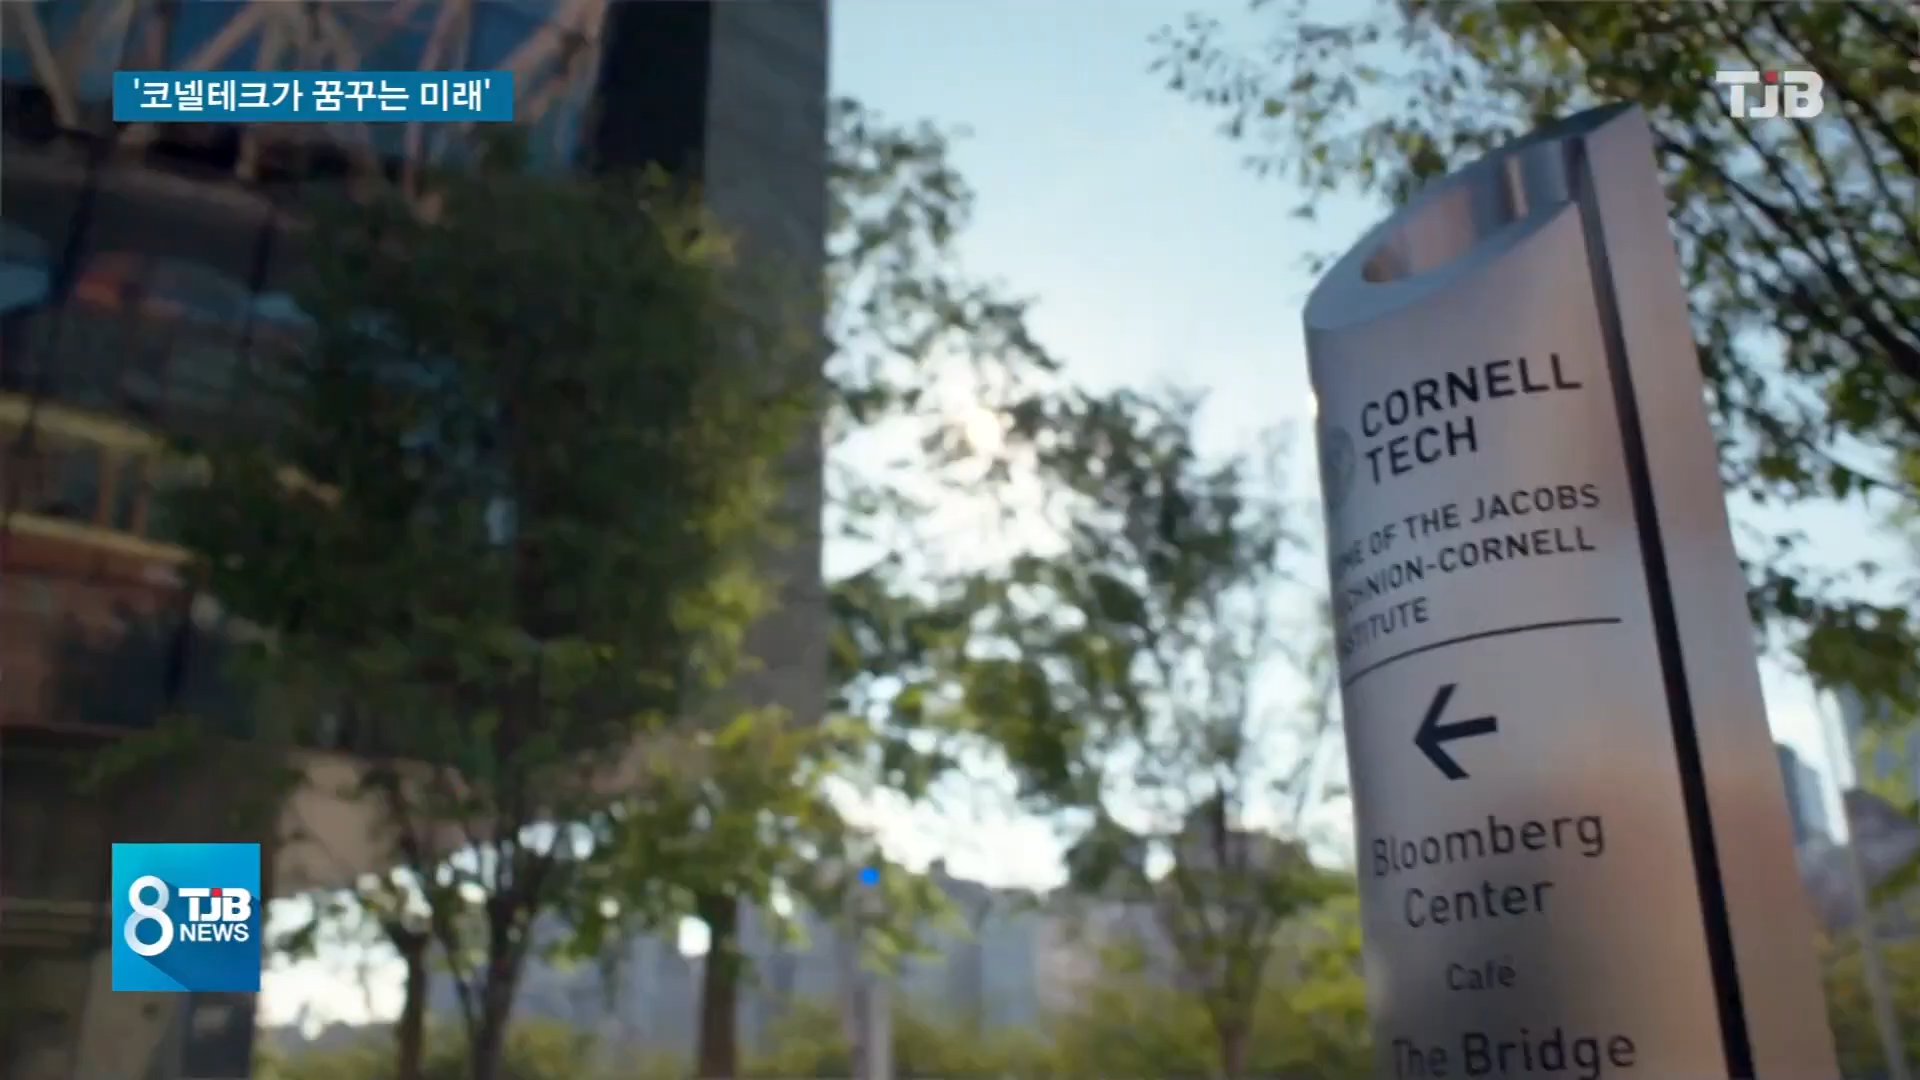 '코넬테크가 꿈꾸는 미래'
TJB
CORNELL
TECH
OF THE JACOBS
-CORNELL
←
Bloomberg
Center
Café
The Bridge
8 TJB
NEWS